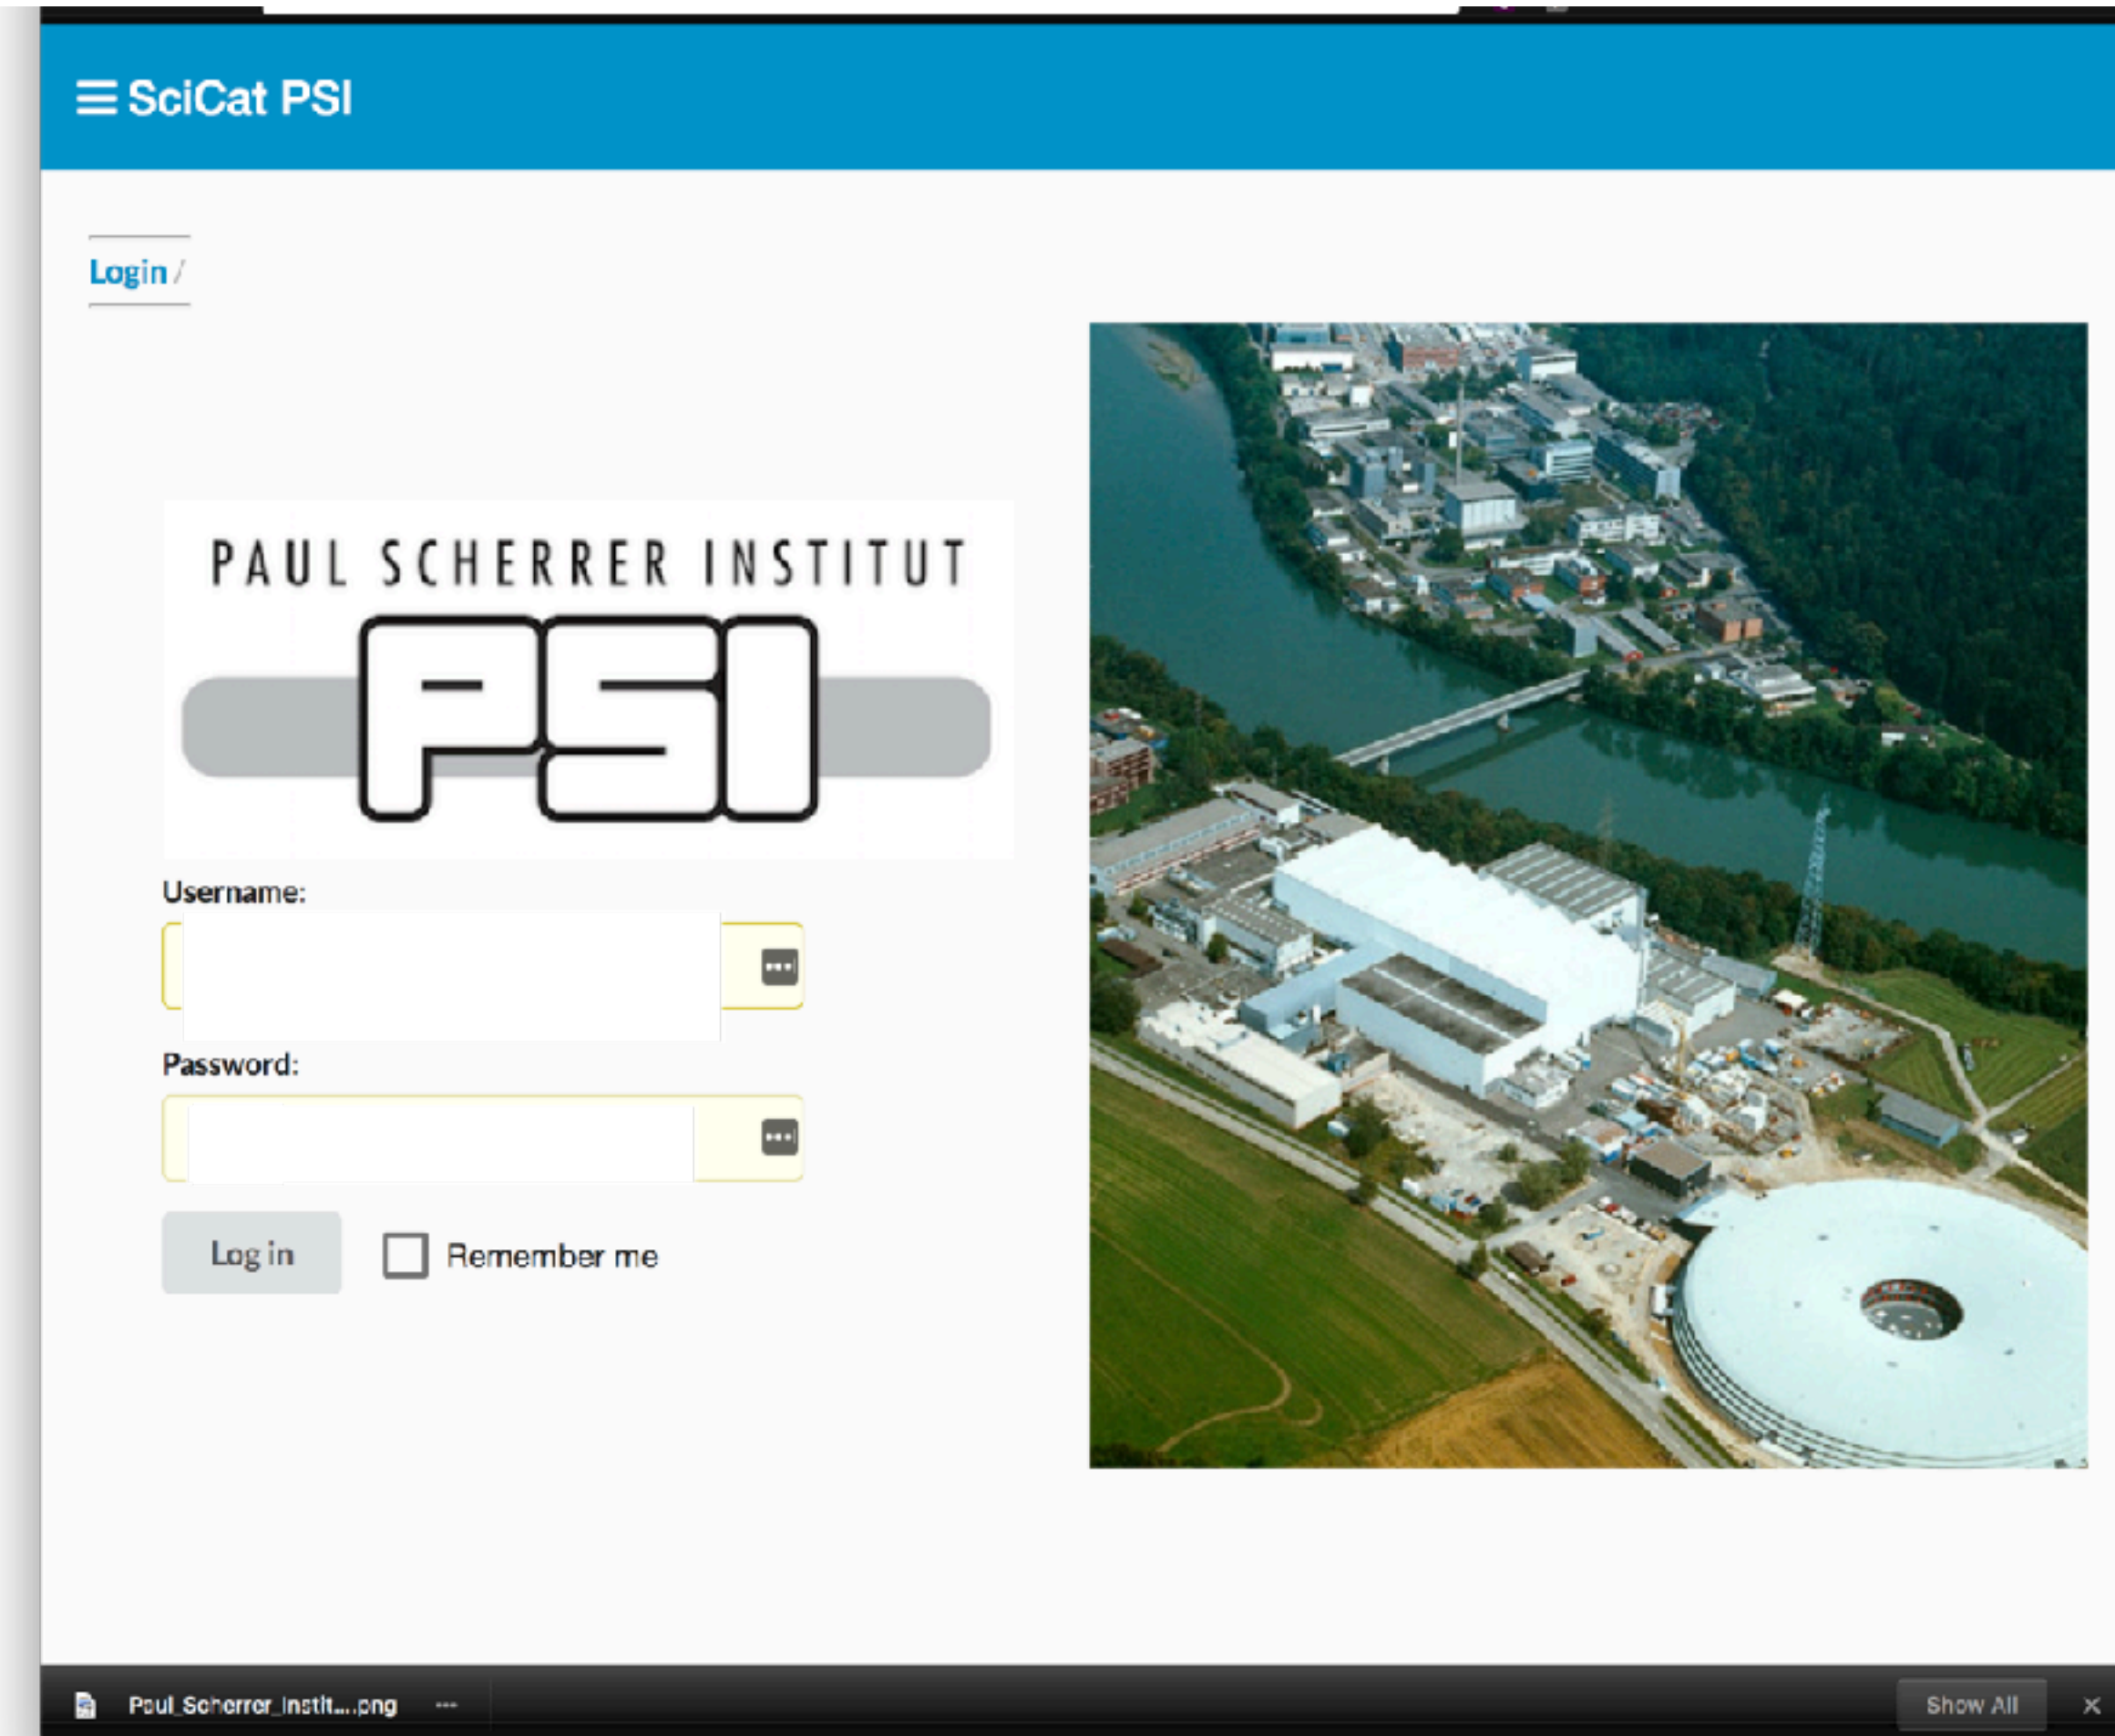 SciCat PSI
Login /
PAUL SCHERRER INSTITUT
PSI
Username:
Password:
Log in
Remember me
Paul_Scherrer_Instit....png
Show All